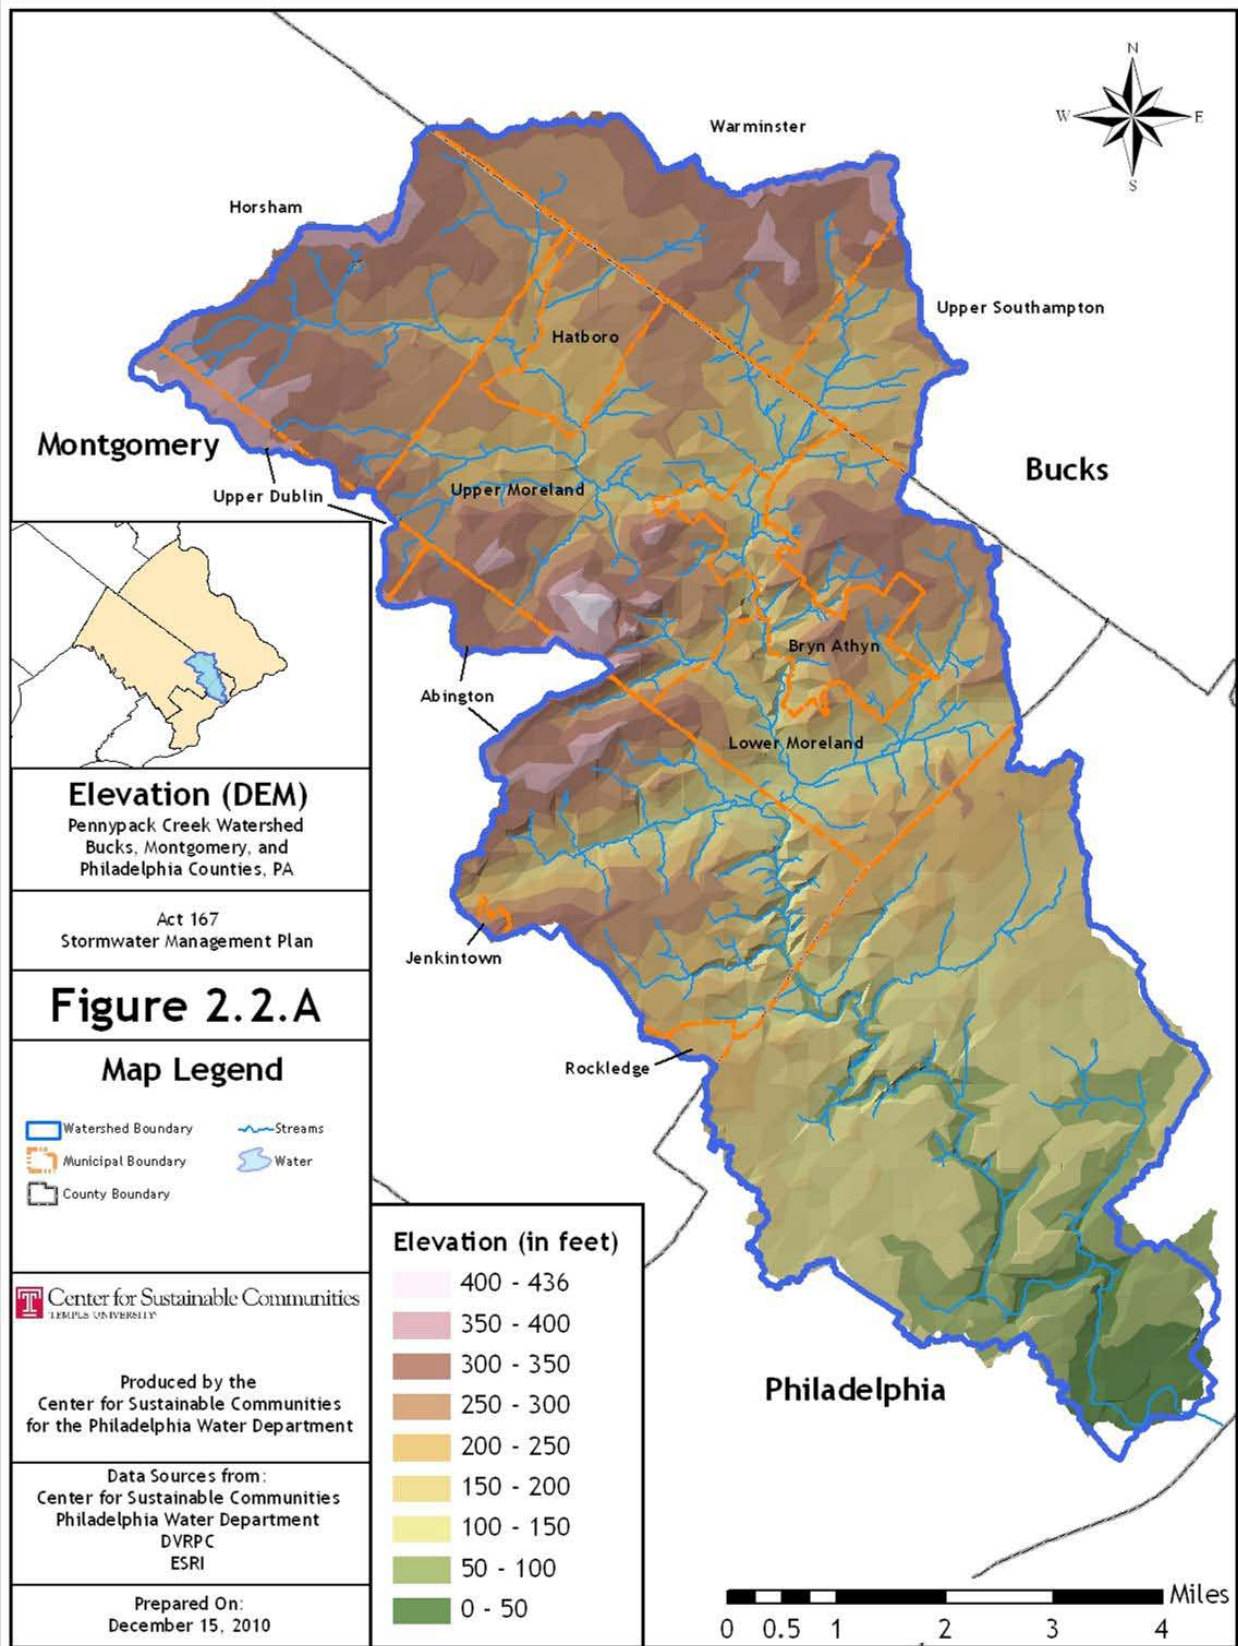 N
W
E
S
Warminster
Horsham
Upper Southampton
Hatboro
Montgomery
Bucks
Upper Dublin
Upper Moreland
Bryn Athyn
Abington
Lower Moreland
Jenkintown
Rockledge
Philadelphia
Elevation (DEM)
Pennypack Creek Watershed
Bucks, Montgomery, and
Philadelphia Counties, PA
Act 167
Stormwater Management Plan
Figure 2.2.A
Map Legend
Watershed Boundary
Streams
Municipal Boundary
Water
County Boundary
T Center for Sustainable Communities
TEMPLE UNIVERSITY
Produced by the
Center for Sustainable Communities
for the Philadelphia Water Department
Data Sources from:
Center for Sustainable Communities
Philadelphia Water Department
DVRPC
ESRI
Prepared On:
December 15, 2010
Elevation (in feet)
400 - 436
350 - 400
300 - 350
250 - 300
200 - 250
150 - 200
100 - 150
50 - 100
0 - 50
Miles
0 0.5 1 2 3 4